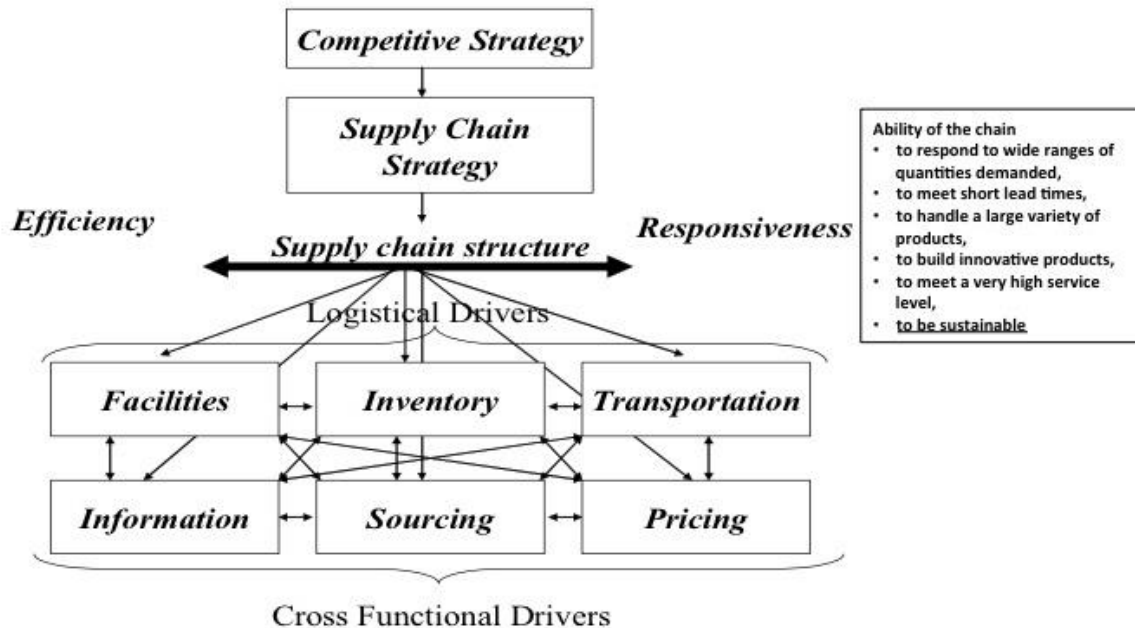 Competitive Strategy
Supply Chain
Strategy
Efficiency
Supply chain structure
Responsiveness
Ability of the chain
• to respond to wide ranges of
quantities demanded,
• to meet short lead times,
• to handle a large variety of
products,
• to build innovative products,
• to meet a very high service
level,
• to be sustainable
Logistical Drivers
Facilities
Inventory
Transportation
Information
Sourcing
Pricing
Cross Functional Drivers